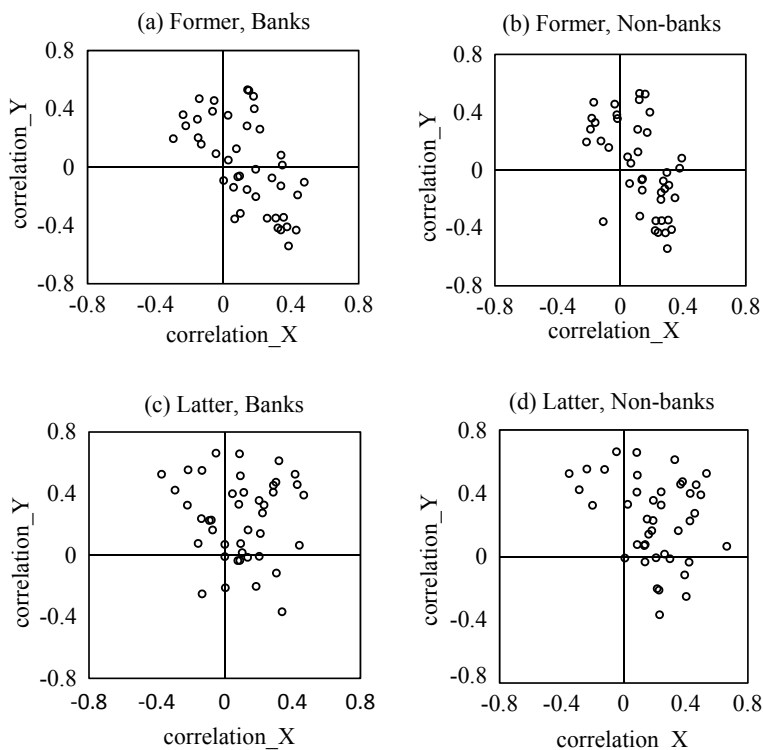 (a) Former, Banks
0.8
0.4
0
-0.4
-0.8
-0.8 -0.4 0 0.4 0.8
correlation_Y
correlation_X
(b) Former, Non-banks
0.8
0.4
0
-0.4
-0.8
-0.8 -0.4 0 0.4 0.8
correlation_Y
correlation_X
(c) Latter, Banks
0.8
0.4
0
-0.4
-0.8
-0.8 -0.4 0 0.4 0.8
correlation_Y
correlation_X
(d) Latter, Non-banks
0.8
0.4
0
-0.4
-0.8
-0.8 -0.4 0 0.4 0.8
correlation_Y
correlation_X